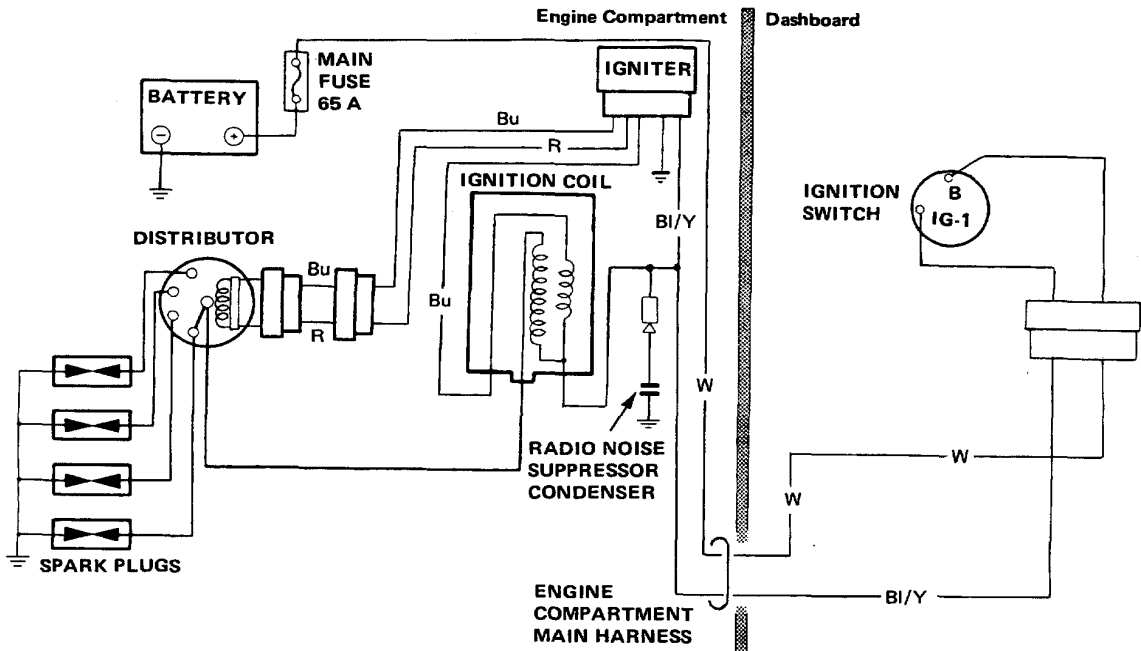 Engine Compartment
Dashboard
MAIN
FUSE
65 A
IGNITER
BATTERY
Bu
R
IGNITION COIL
IGNITION
SWITCH
B
IG-1
Bl/Y
DISTRIBUTOR
Bu
Bu
R
W
RADIO NOISE
SUPPRESSOR
CONDENSER
W
W
SPARK PLUGS
ENGINE
COMPARTMENT
MAIN HARNESS
Bl/Y